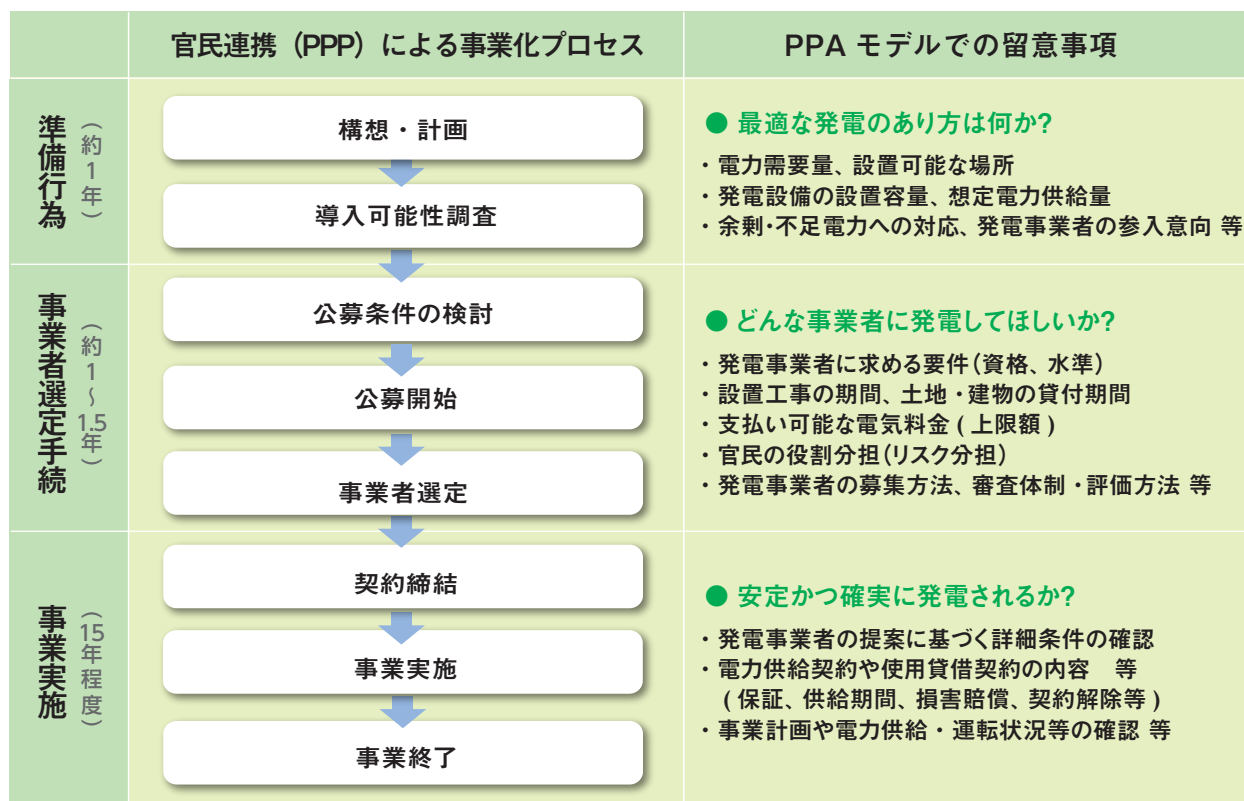 官民連携（PPP）による事業化プロセス
PPA モデルでの留意事項
準備行為
（約1年）
構想・計画
導入可能性調査
● 最適な発電のあり方は何か？
・電力需要量、設置可能な場所
・発電設備の設置容量、想定電力供給量
・余剰・不足電力への対応、発電事業者の参入意向 等
事業者選定手続
（約1～1.5年）
公募条件の検討
公募開始
事業者選定
● どんな事業者に発電してほしいか？
・発電事業者に求める要件（資格、水準）
・設置工事の期間、土地・建物の貸付期間
・支払い可能な電気料金 ( 上限額 )
・官民の役割分担（リスク分担）
・発電事業者の募集方法、審査体制・評価方法 等
事業実施
（15年程度）
契約締結
事業実施
事業終了
● 安定かつ確実に発電されるか？
・発電事業者の提案に基づく詳細条件の確認
・電力供給契約や使用貸借契約の内容　等
( 保証、供給期間、損害賠償、契約解除等 )
・事業計画や電力供給・運転状況等の確認 等